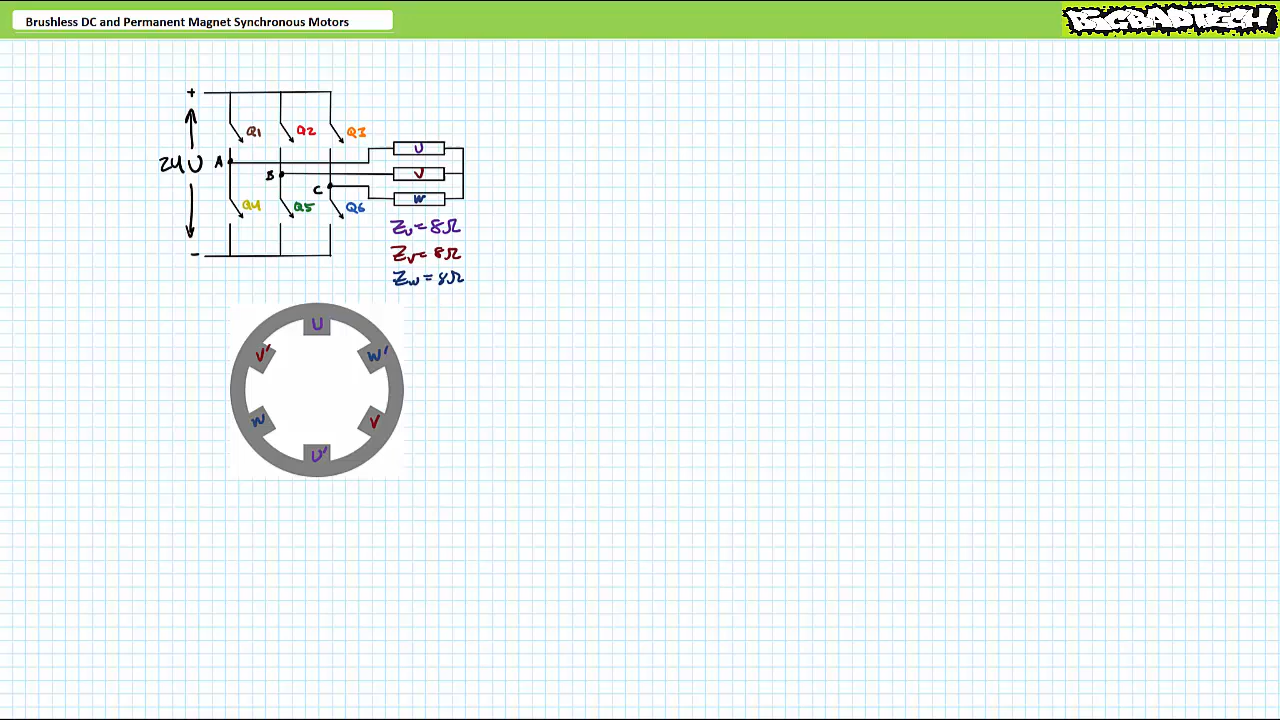 Brushless DC and Permanent Magnet Synchronous Motors
BIGBADTECH
+
Q1 Q2 Q3
24V
A
B
C
U
V
W
Q4 Q5 Q6
-
Zu = 8Ω
Zv = 8Ω
Zw = 8Ω
U
V' W'
W V
U'